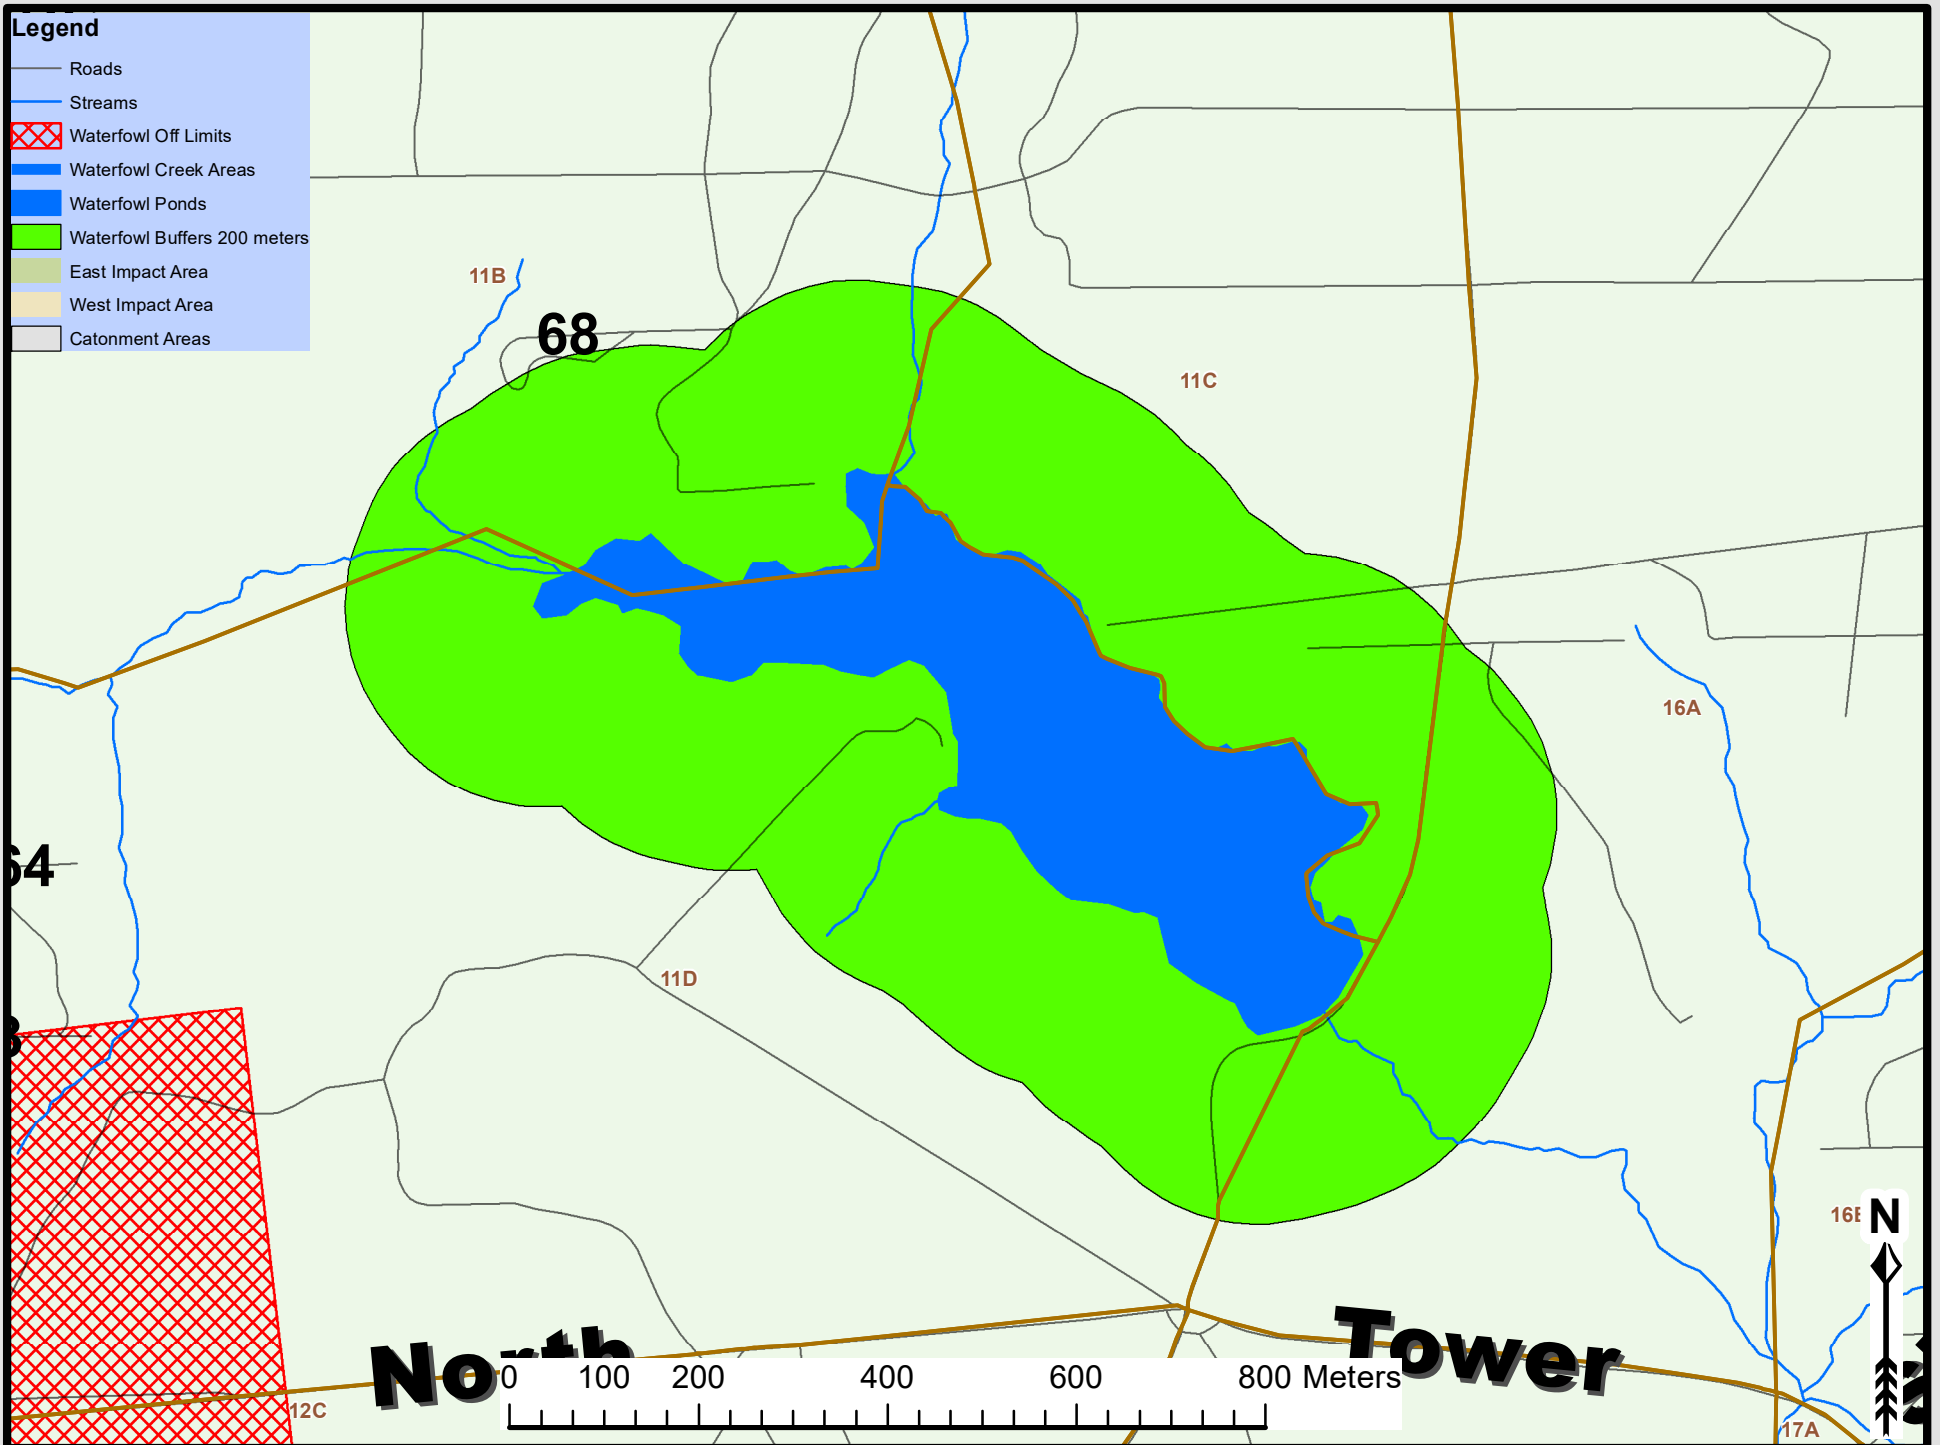 Legend
Roads
Streams
Waterfowl Off Limits
Waterfowl Creek Areas
Waterfowl Ponds
Waterfowl Buffers 200 meters
East Impact Area
West Impact Area
Catonment Areas
11B
68
11C
16A
64
11D
16E
N
North Tower
0 100 200 400 600 800 Meters
12C
17A